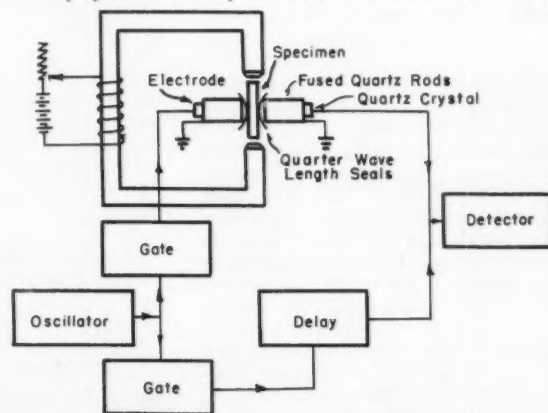 Specimen
Electrode
Fused Quartz Rods
Quartz Crystal
Quarter Wave
Length Seals
Gate
Detector
Oscillator
Delay
Gate